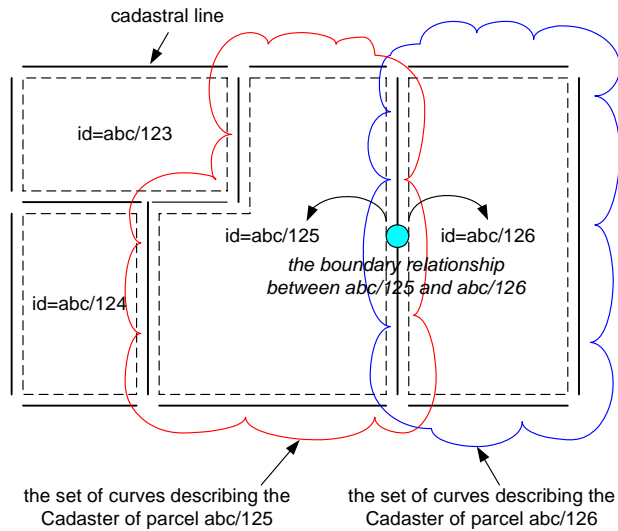 cadastral line
id=abc/123
id=abc/125
id=abc/126
the boundary relationship
between abc/125 and abc/126
id=abc/124
the set of curves describing the
Cadaster of parcel abc/125
the set of curves describing the
Cadaster of parcel abc/126